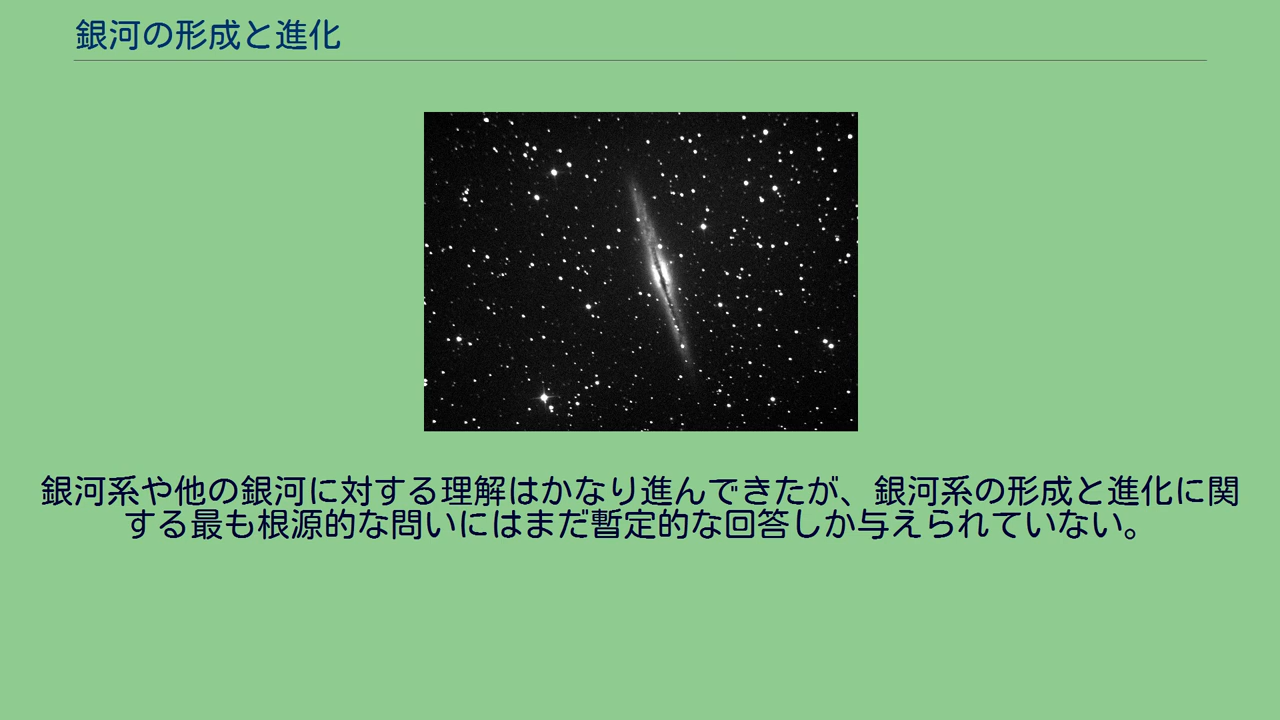 銀河の形成と進化
銀河系や他の銀河に対する理解はかなり進んできたが、銀河系の形成と進化に関
する最も根源的な問いにはまだ暫定的な回答しか与えられていない。